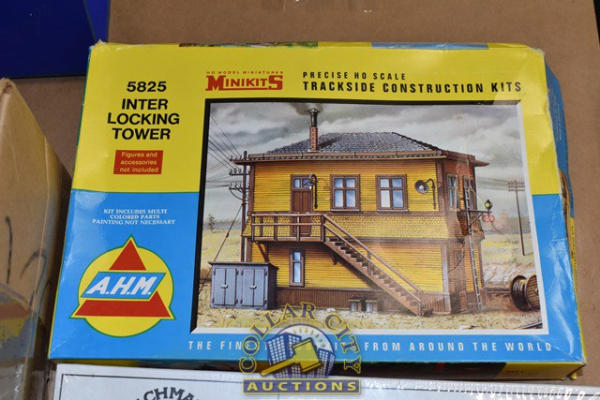 5825
INTER
LOCKING
TOWER
Figures and
accessories
not included
KIT INCLUDES MULTI
COLORED PARTS
PAINTING NOT NECESSARY
A.H.M
HO MODEL MINIATURES
MINIKITS
PRECISE HO SCALE
TRACKSIDE CONSTRUCTION KITS
THE FIN
FROM AROUND THE WORLD
COLLAR CITY
AUCTIONS